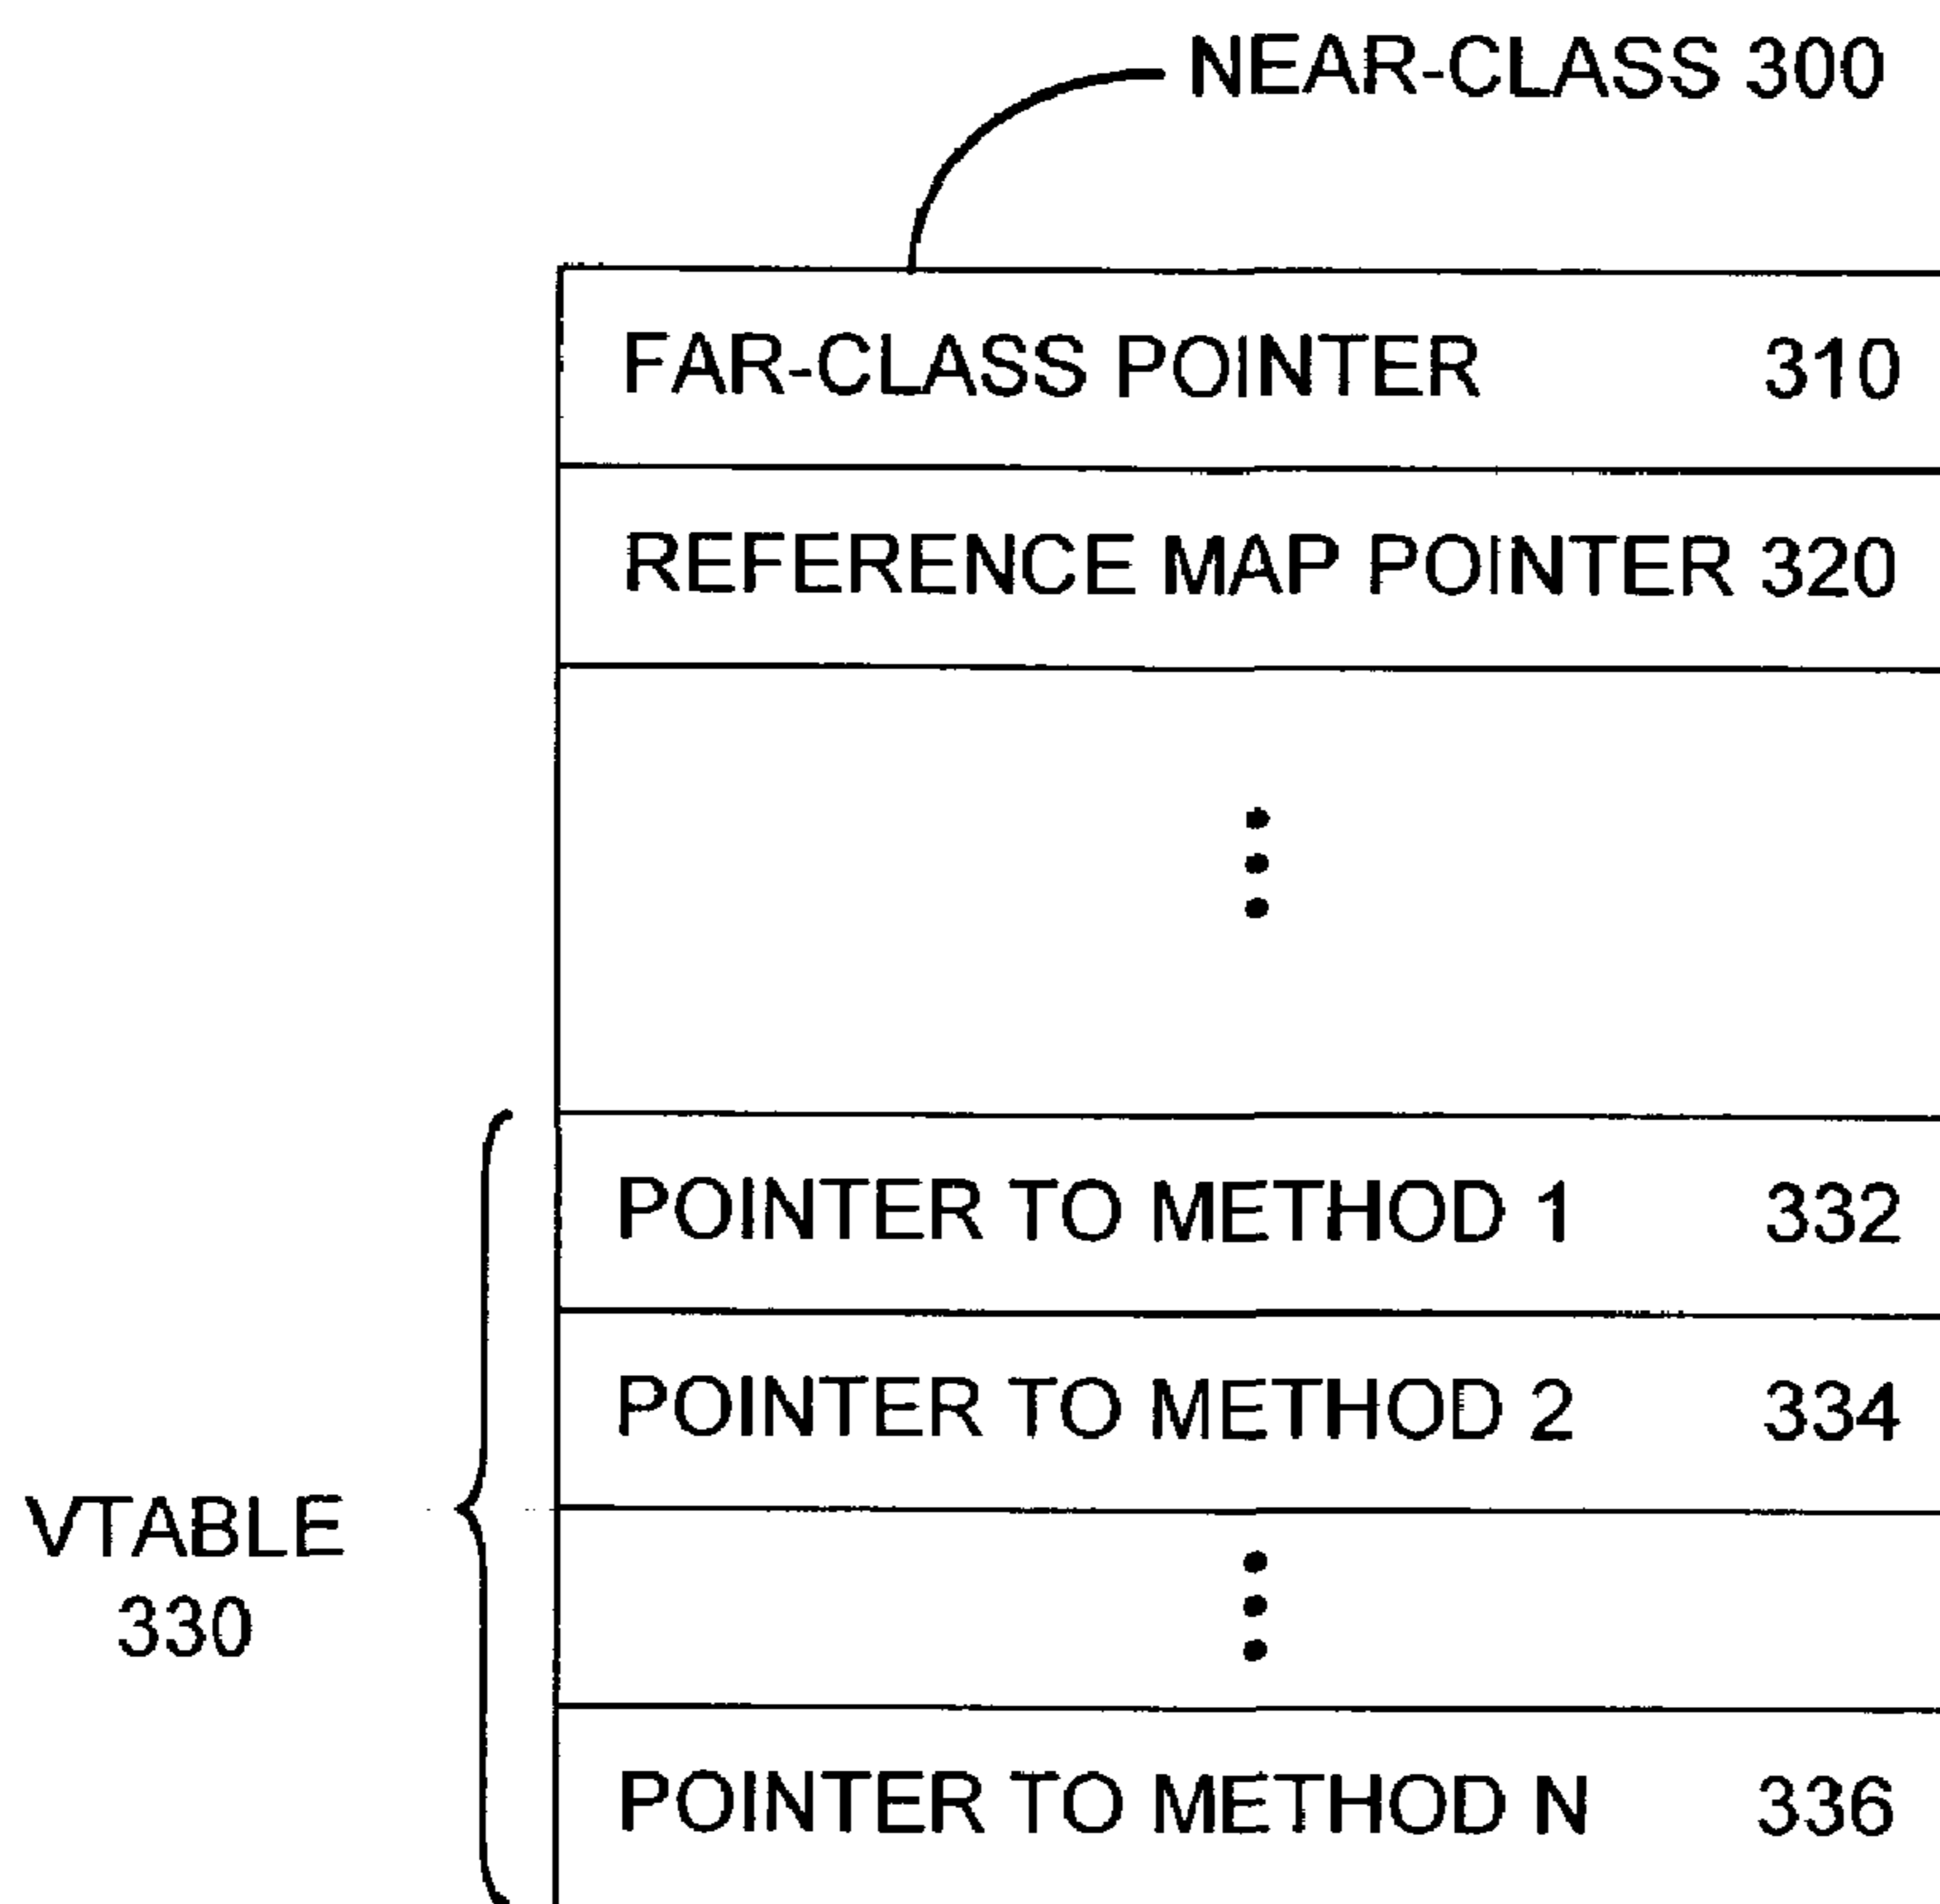 NEAR-CLASS 300
FAR-CLASS POINTER 310
REFERENCE MAP POINTER 320
POINTER TO METHOD 1 332
POINTER TO METHOD 2 334
VTABLE
330
POINTER TO METHOD N 336